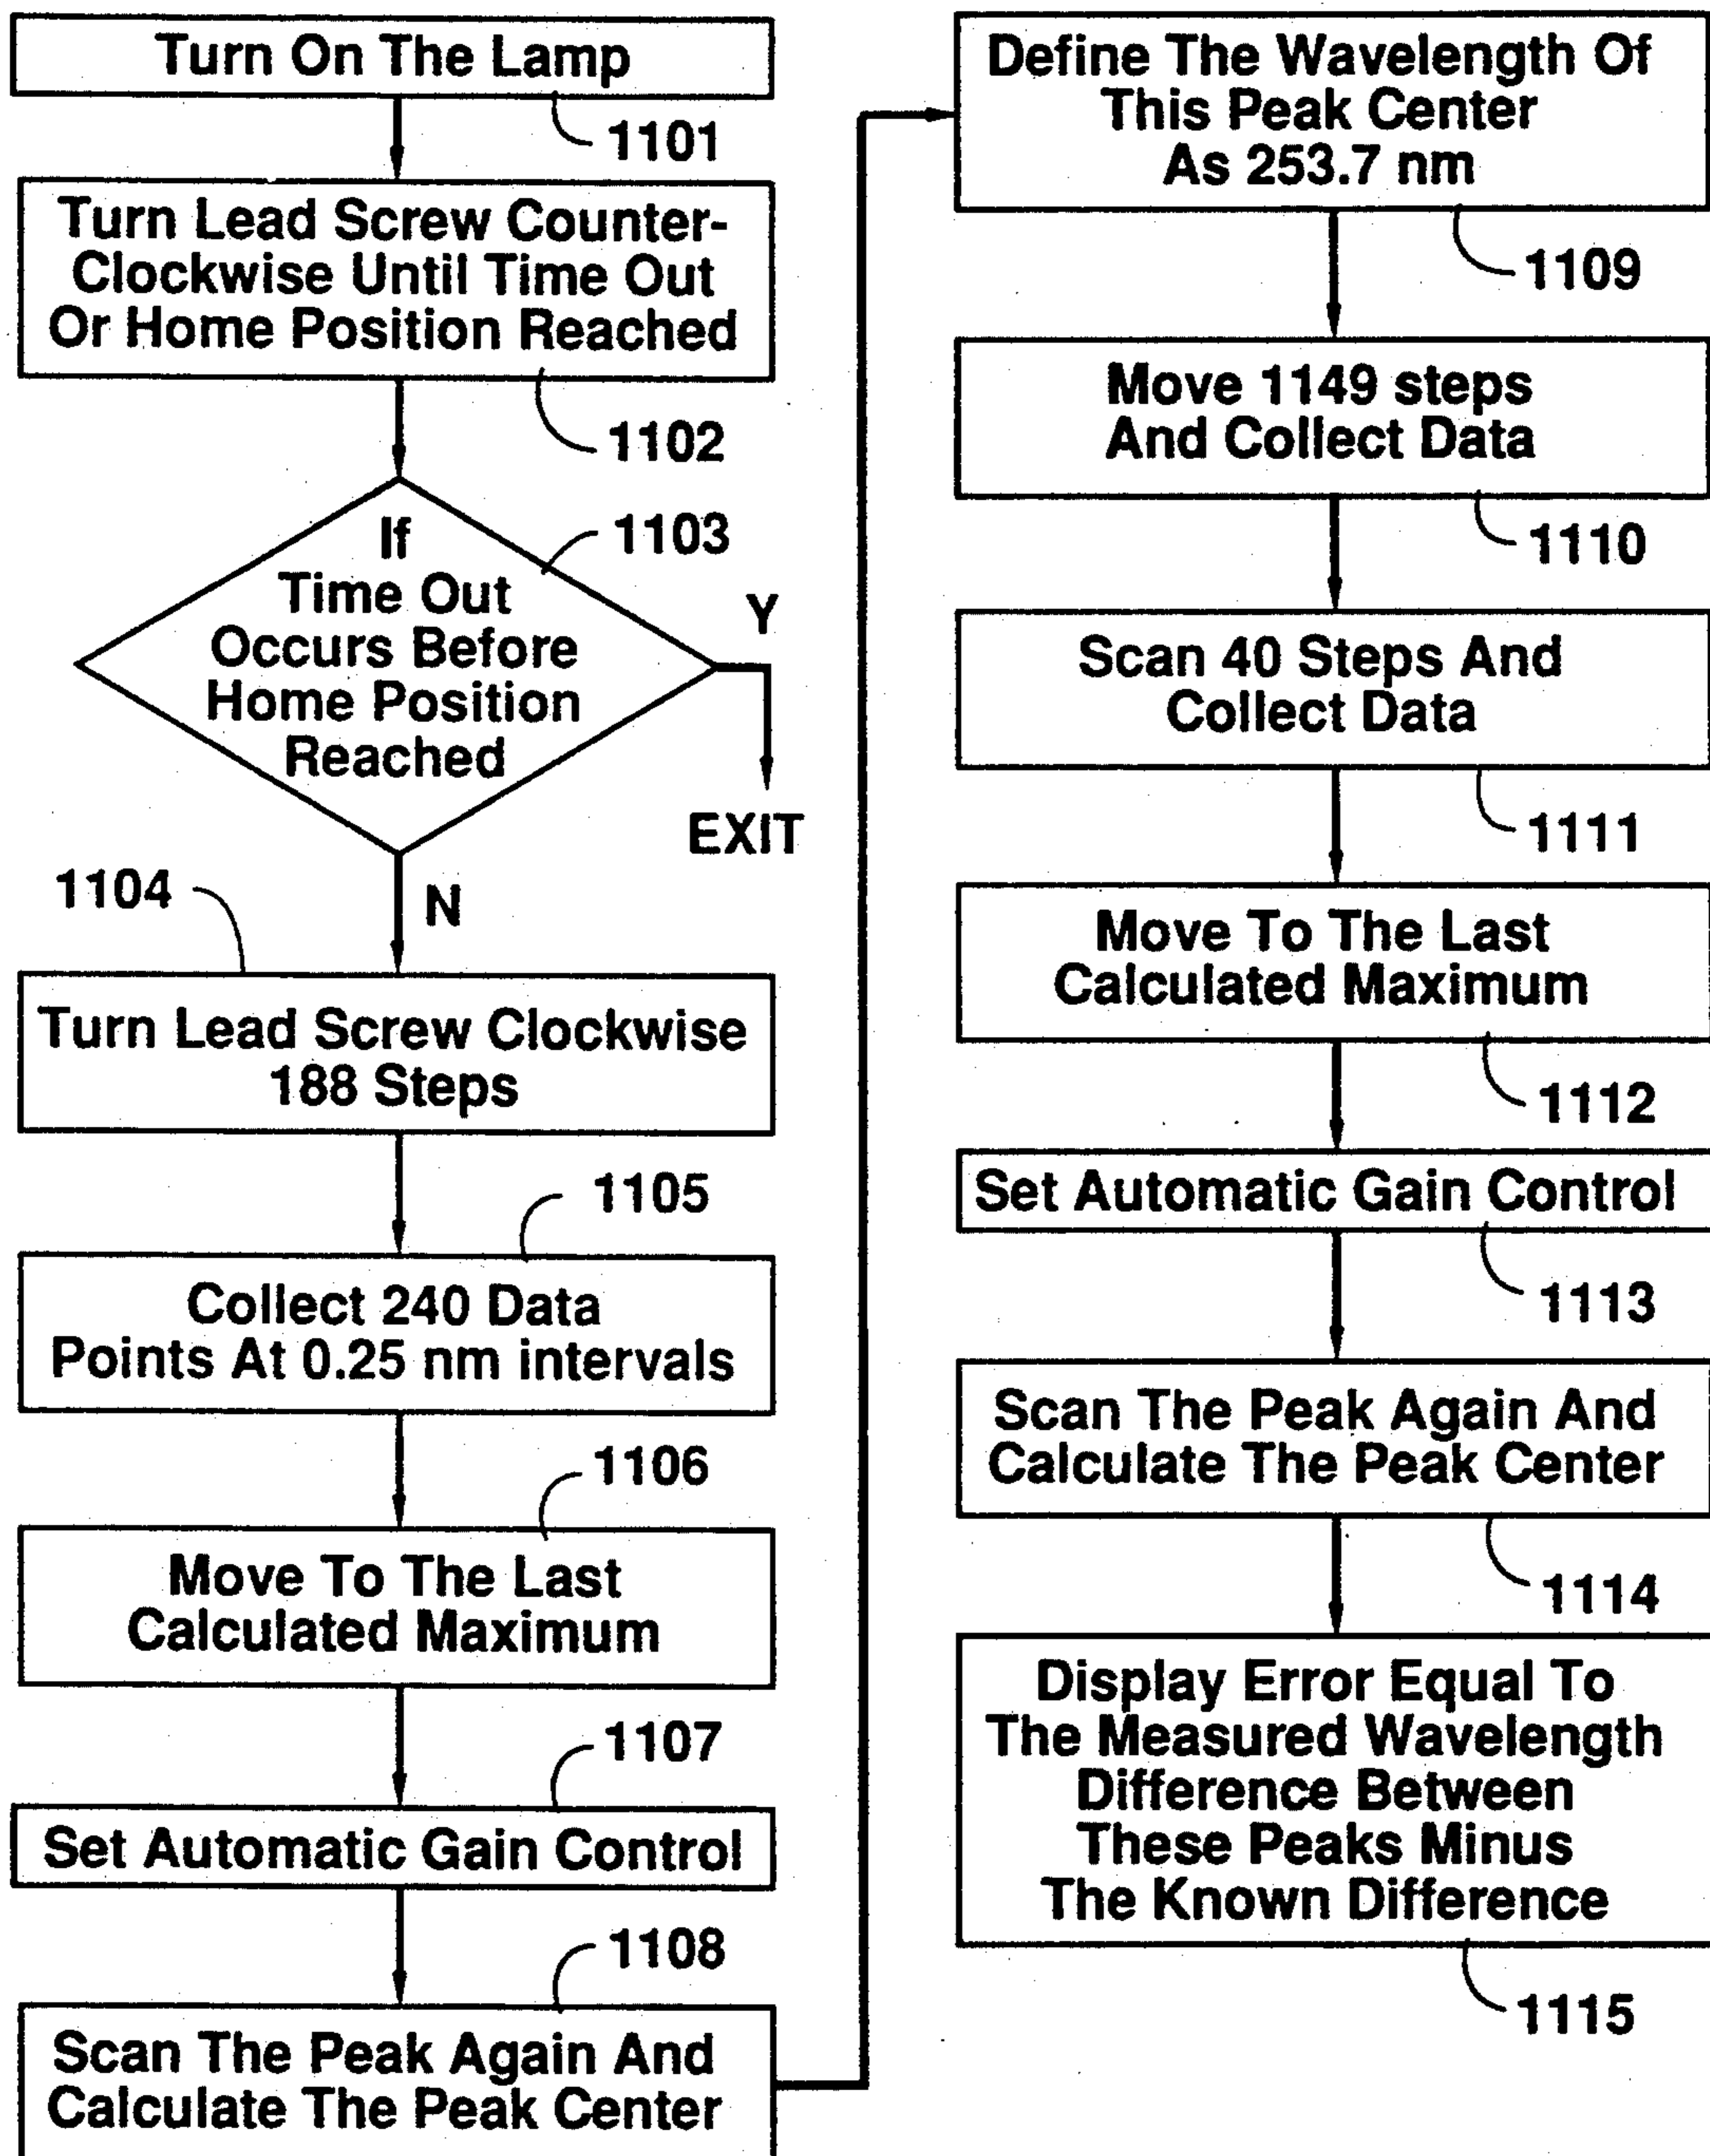 Turn On The Lamp
1101
Turn Lead Screw Counter-
Clockwise Until Time Out
Or Home Position Reached
1102
If
Time Out
Occurs Before
Home Position
Reached
1103
Y
EXIT
N
1104
Turn Lead Screw Clockwise
188 Steps
1105
Collect 240 Data
Points At 0.25 nm intervals
1106
Move To The Last
Calculated Maximum
1107
Set Automatic Gain Control
1108
Scan The Peak Again And
Calculate The Peak Center
Define The Wavelength Of
This Peak Center
As 253.7 nm
1109
Move 1149 steps
And Collect Data
1110
Scan 40 Steps And
Collect Data
1111
Move To The Last
Calculated Maximum
1112
Set Automatic Gain Control
1113
Scan The Peak Again And
Calculate The Peak Center
1114
Display Error Equal To
The Measured Wavelength
Difference Between
These Peaks Minus
The Known Difference
1115